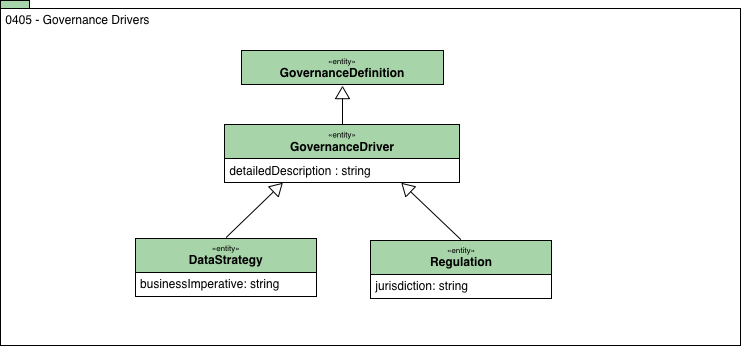 0405 - Governance Drivers
«entity»
GovernanceDefinition
«entity»
GovernanceDriver
detailedDescription : string
«entity»
DataStrategy
businessImperative: string
«entity»
Regulation
jurisdiction: string